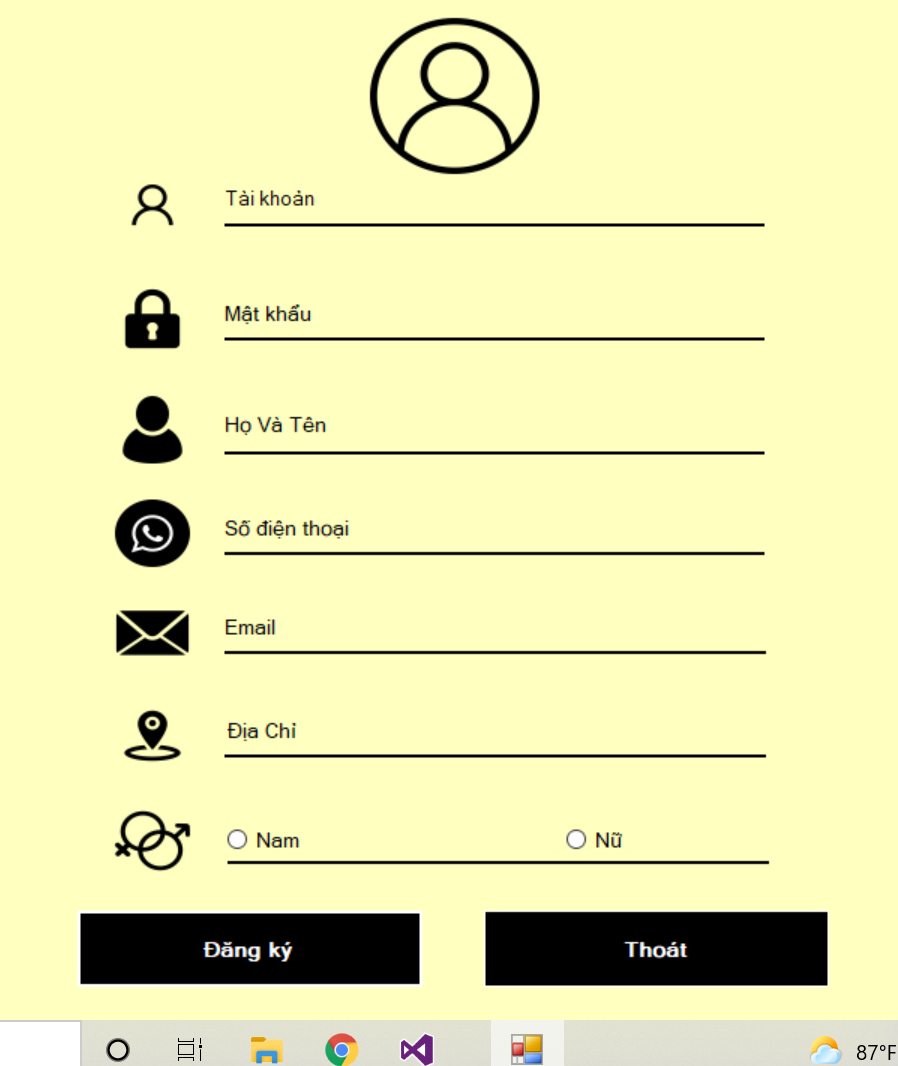 Tài khoản
Mật khẩu
Họ Và Tên
Số điện thoại
Email
Địa Chỉ
Nam Nữ
Đăng ký Thoát
87°F